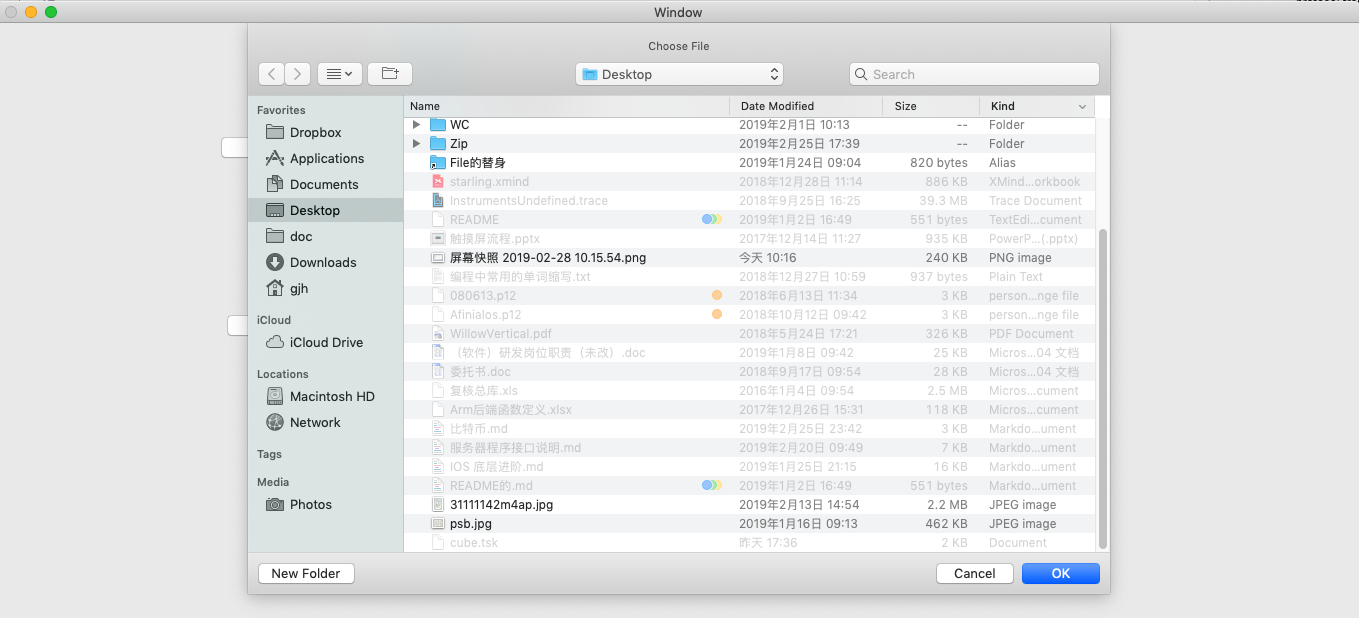 Window
Choose File
Desktop
Search
Favorites
Dropbox
Applications
Documents
Desktop
doc
Downloads
gjh
iCloud
iCloud Drive
Locations
Macintosh HD
Network
Tags
Media
Photos
Name Date Modified Size Kind
WC 2019年2月1日 10:13 -- Folder
Zip 2019年2月25日 17:39 -- Folder
File的替身 2019年1月24日 09:04 820 bytes Alias
starling.xmind 2018年12月28日 11:14 886 KB XMind...orkbook
InstrumentsUndefined.trace 2018年9月25日 16:25 39.3 MB Trace Document
README 2019年1月2日 16:49 551 bytes TextEdi...cument
触摸屏流程.pptx 2017年12月14日 11:27 935 KB PowerP...(.pptx)
屏幕快照 2019-02-28 10.15.54.png 今天 10:16 240 KB PNG image
编程中常用的单词缩写.txt 2018年12月27日 10:59 937 bytes Plain Text
080613.p12 2018年6月13日 11:34 3 KB person...nge file
Afinialos.p12 2018年10月12日 09:42 3 KB person...nge file
WillowVertical.pdf 2018年5月24日 17:21 326 KB PDF Document
（软件）研发岗位职责（未改）.doc 2019年1月8日 09:42 25 KB Micros...04 文档
委托书.doc 2018年9月17日 09:54 28 KB Micros...04 文档
复核总库.xls 2016年1月4日 09:54 2.5 MB Micros...cument
Arm后端函数定义.xlsx 2017年12月26日 15:31 118 KB Micros...cument
比特币.md 2019年2月25日 23:42 3 KB Markdo...ument
服务器程序接口说明.md 2019年2月20日 09:49 7 KB Markdo...ument
IOS 底层进阶.md 2019年1月25日 21:15 16 KB Markdo...ument
README的.md 2019年1月2日 16:49 551 bytes Markdo...ument
31111142m4ap.jpg 2019年2月13日 14:54 2.2 MB JPEG image
psb.jpg 2019年1月16日 09:13 462 KB JPEG image
cube.tsk 昨天 17:36 2 KB Document
New Folder
Cancel
OK